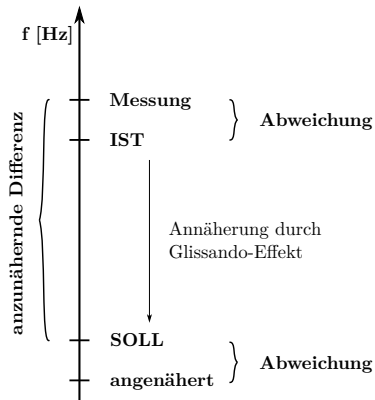 f [Hz]
Messung
Abweichung
IST
anzunähernde Differenz
Annäherung durch
Glissando-Effekt
SOLL
Abweichung
angenähert